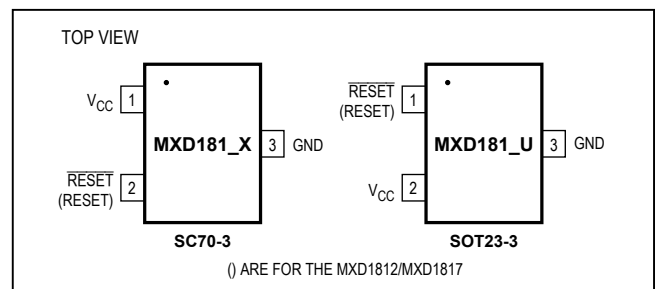 TOP VIEW
VCC 1
RESET
(RESET) 2
MXD181_X
3 GND
SC70-3
RESET
(RESET) 1
VCC 2
MXD181_U
3 GND
SOT23-3
() ARE FOR THE MXD1812/MXD1817